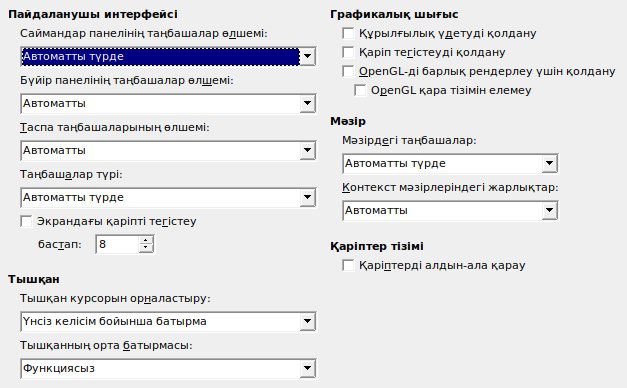 Пайдаланушы интерфейсі
Саймандар панелінің таңбашалар өлшемі:
Автоматты түрде
Бүйір панелінің таңбашалар өлшемі:
Автоматты
Таспа таңбашаларының өлшемі:
Автоматты
Таңбашалар түрі:
Автоматты түрде
Экрандағы қаріпті тегістеу
бастап: 8
Тышқан
Тышқан курсорын орналастыру:
Үнсіз келісім бойынша батырма
Тышқанның орта батырмасы:
Функциясыз
Графикалық шығыс
Құрылғылық үдетуді қолдану
Қаріп тегістеуді қолдану
OpenGL-ді барлық рендерлеу үшін қолдану
OpenGL қара тізімін елемеу
Мәзір
Мәзірдегі таңбашалар:
Автоматты түрде
Контекст мәзірлеріндегі жарлықтар:
Автоматты
Қаріптер тізімі
Қаріптерді алдын-ала қарау